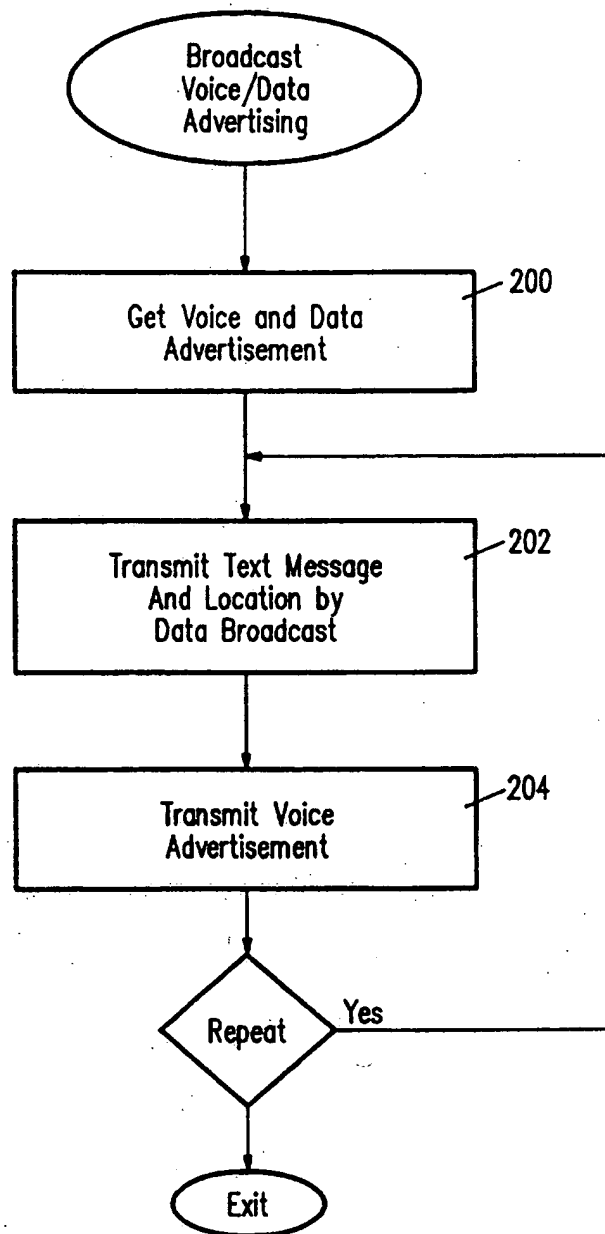 Broadcast
Voice/Data
Advertising
200
Get Voice and Data
Advertisement
202
Transmit Text Message
And Location by
Data Broadcast
204
Transmit Voice
Advertisement
Yes
Repeat
Exit